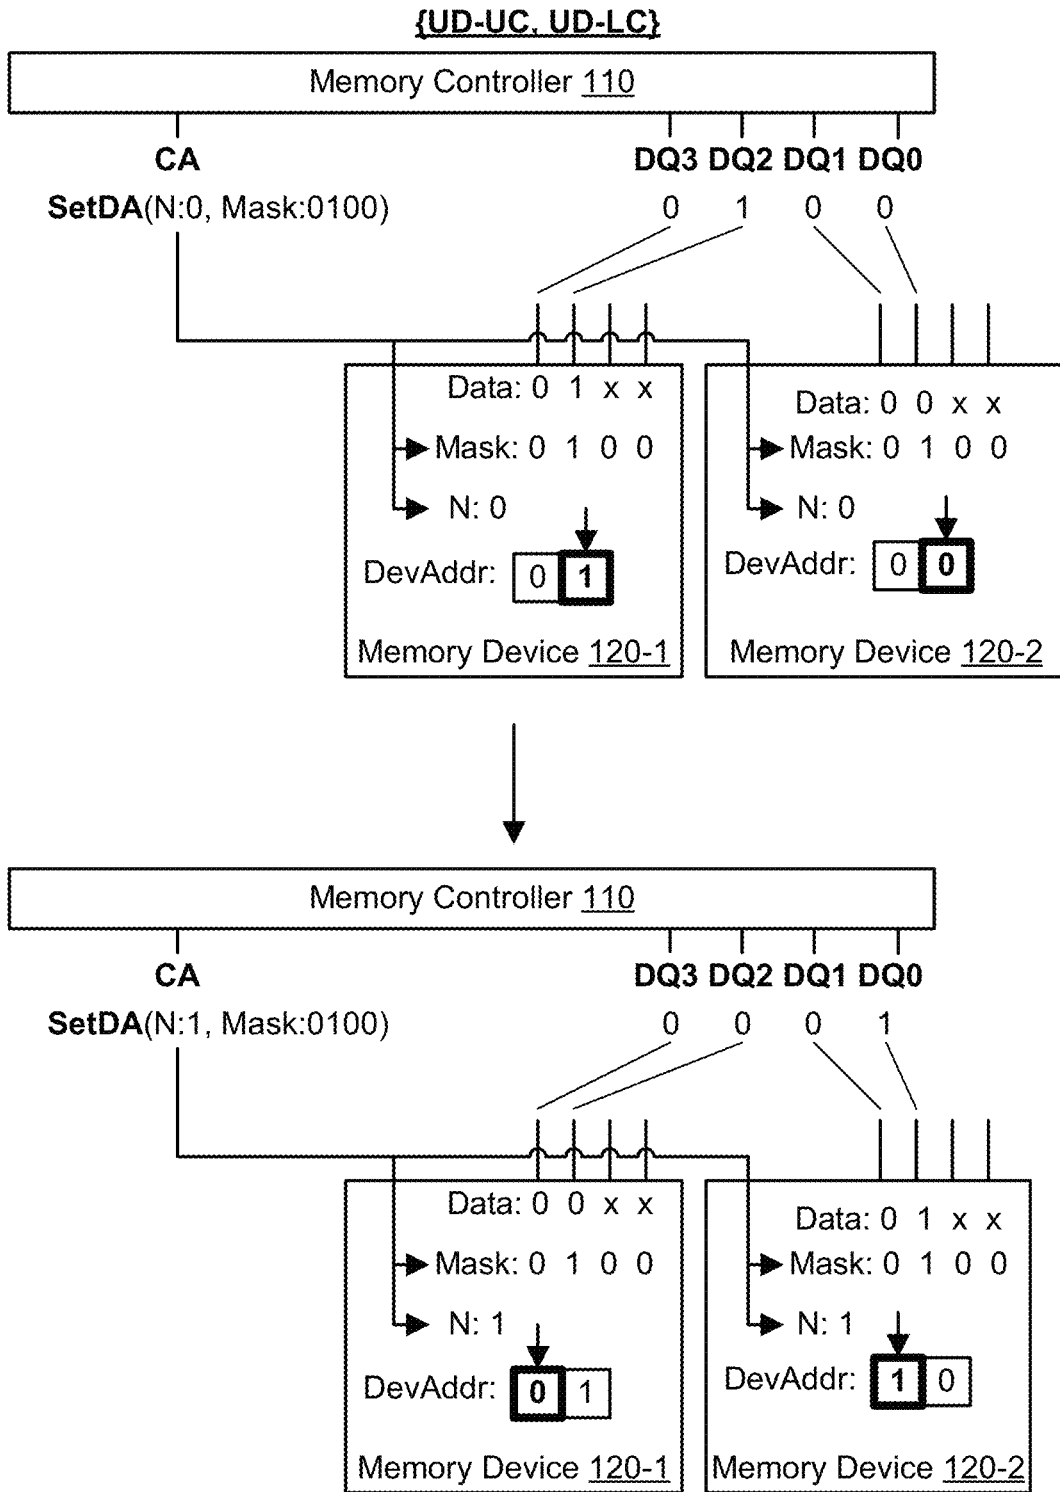 {UD-UC, UD-LC}
Memory Controller 110
CA DQ3 DQ2 DQ1 DQ0
SetDA(N:0, Mask:0100) 0 1 0 0
Data: 0 1 x x
Data: 0 0 x x
Mask: 0 1 0 0
Mask: 0 1 0 0
N: 0
N: 0
DevAddr: 0 1
DevAddr: 0 0
Memory Device 120-1
Memory Device 120-2
Memory Controller 110
CA DQ3 DQ2 DQ1 DQ0
SetDA(N:1, Mask:0100) 0 0 0 1
Data: 0 0 x x
Data: 0 1 x x
Mask: 0 1 0 0
Mask: 0 1 0 0
N: 1
N: 1
DevAddr: 0 1
DevAddr: 1 0
Memory Device 120-1
Memory Device 120-2